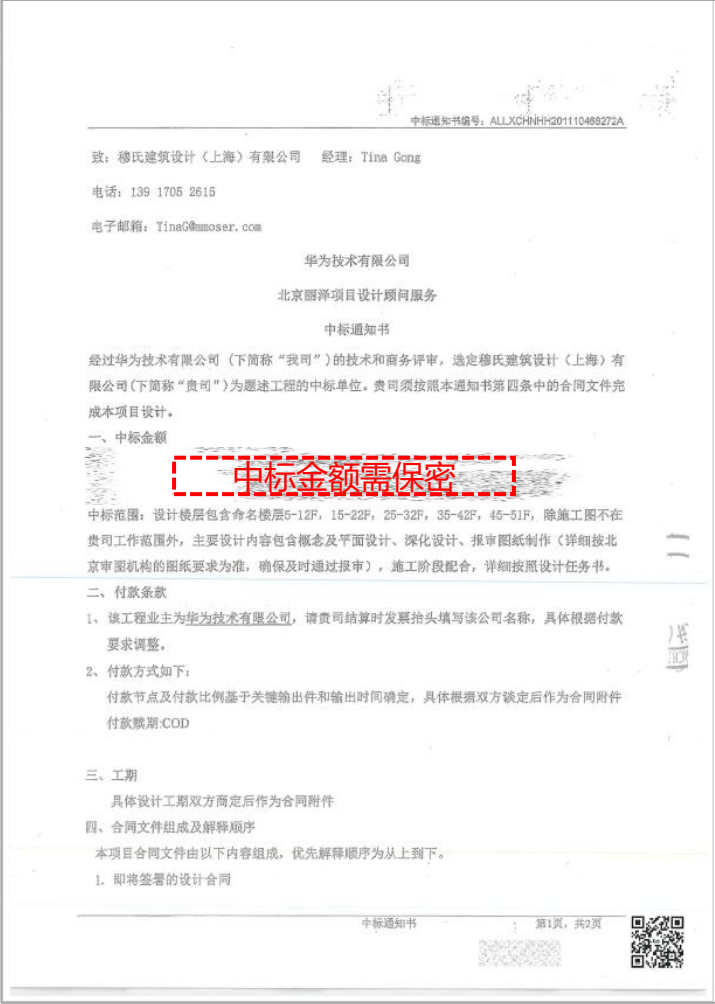 中标通知书编号：ALLXCHNHH201110468272A
致：穆氏建筑设计（上海）有限公司 经理：Tina Gong
电话：139 1705 2615
电子邮箱：TinaG@mmoser.com
华为技术有限公司
北京丽泽项目设计顾问服务
中标通知书
经过华为技术有限公司（下简称“我司”）的技术和商务评审，选定穆氏建筑设计（上海）有
限公司（下简称“贵司”）为题述工程的中标单位。贵司须按照本通知书第四条中的合同文件完
成本项目设计。
一、中标金额
中标金额需保密
中标范围：设计楼层包含命名楼层5-12F，15-22F，25-32F，35-42F，45-51F，除施工图不在
贵司工作范围外，主要设计内容包含概念及平面设计、深化设计、报审图纸制作（详细按北
京审图机构的图纸要求为准，确保及时通过报审），施工阶段配合，详细按照设计任务书。
二、付款条款
1、该工程业主为华为技术有限公司，请贵司结算时发票抬头填写该公司名称，具体根据付款
要求调整。
2、付款方式如下：
付款节点及付款比例基于关键输出件和输出时间确定，具体根据双方谈定后作为合同附件
付款赎期:COD
三、工期
具体设计工期双方商定后作为合同附件
四、合同文件组成及解释顺序
本项目合同文件由以下内容组成，优先解释顺序为从上到下。
1. 即将签署的设计合同
中标通知书
第1页，共2页